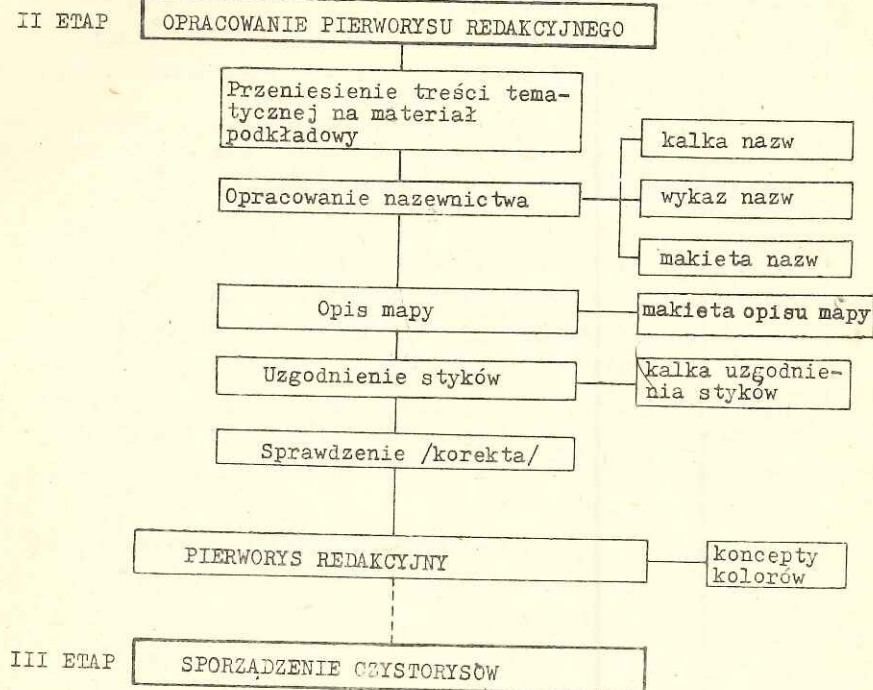 II ETAP OPRACOWANIE PIERWORYSU REDAKCYJNEGO
Przeniesienie treści tema-
tycznej na materiał
podkładowy
kalka nazw
Opracowanie nazewnictwa
wykaz nazw
makieta nazw
Opis mapy
makieta opisu mapy
Uzgodnienie styków
kalka uzgodnie-
nia styków
Sprawdzenie /korekta/
PIERWORYS REDAKCYJNY
koncepty
kolorów
III ETAP SPORZĄDZENIE CZYSTORYSÓW